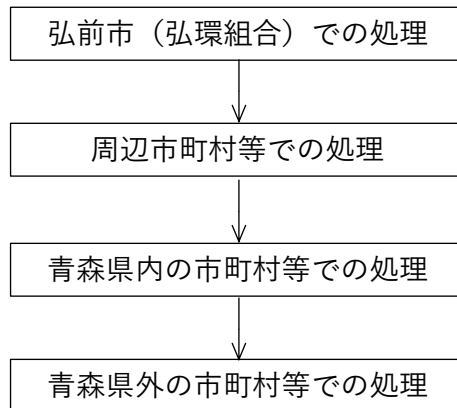 弘前市（弘環組合）での処理
周辺市町村等での処理
青森県内の市町村等での処理
青森県外の市町村等での処理